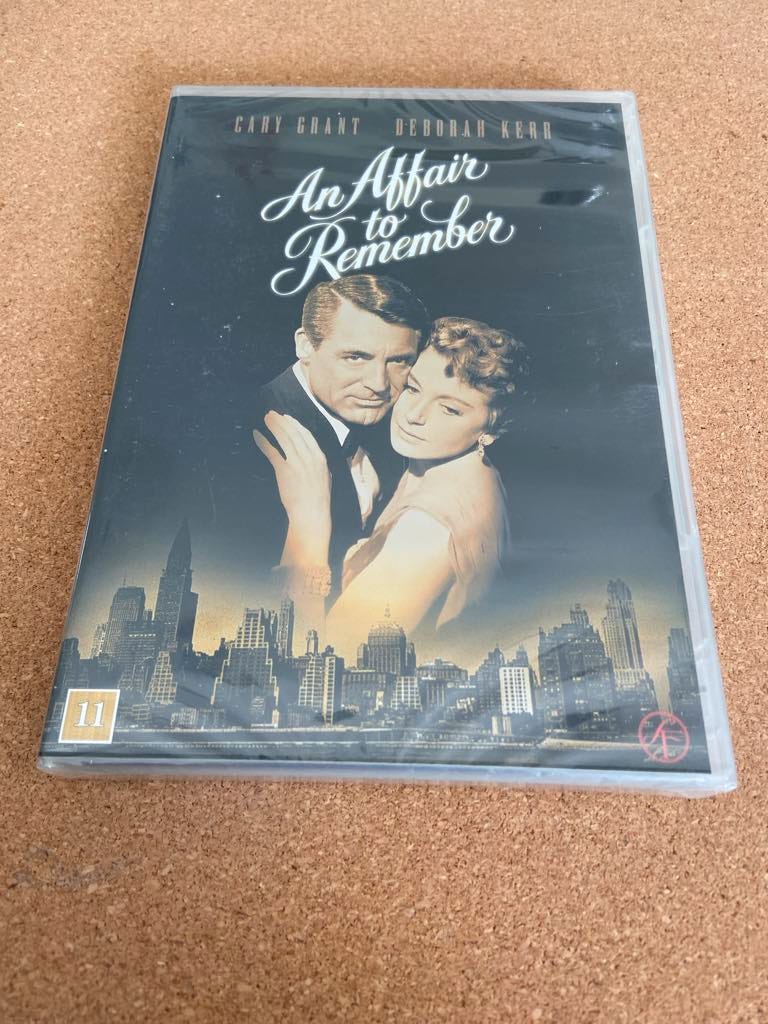 CARY GRANT DEBORAH KERR
An Affair
to
Remember
11